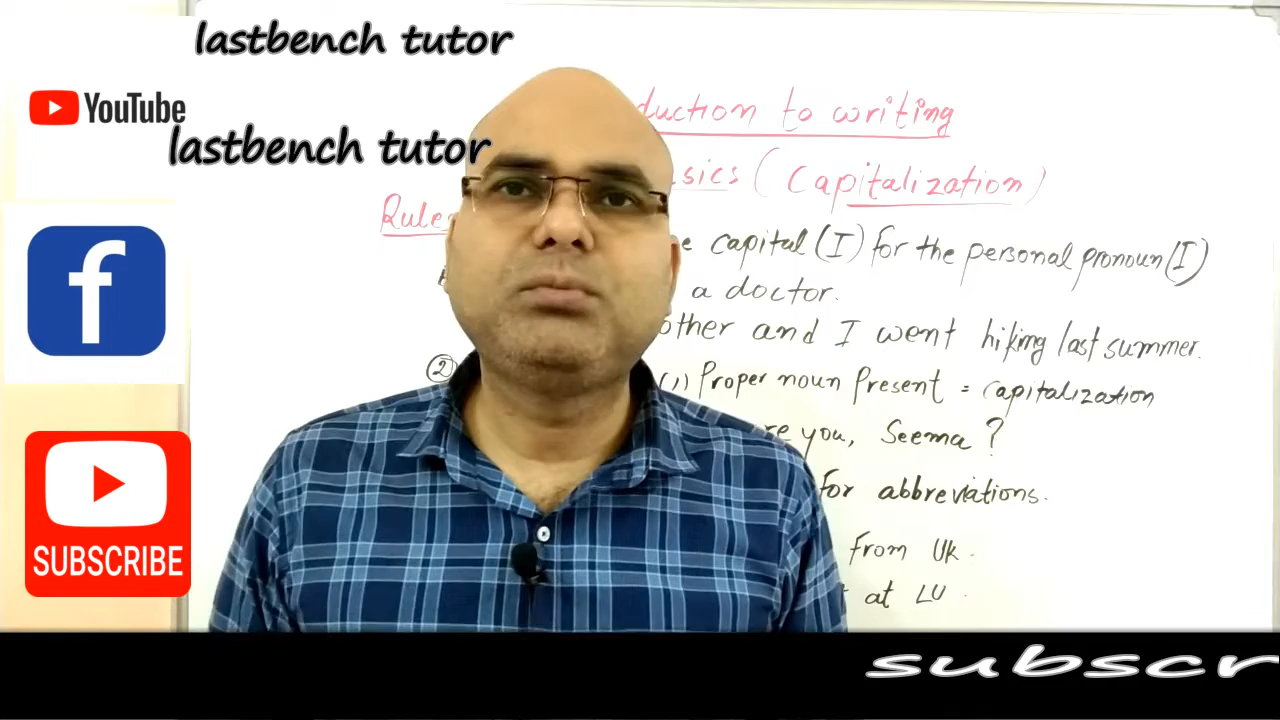 lastbench tutor
YouTube
lastbench tutor
duction to writing
sics (Capitalization)
Rules
e capital (I) for the personal pronoun (I)
a doctor.
other and I went hiking last summer.
② (1) Proper noun Present = Capitalization
re you, Seema ?
for abbreviations.
from Uk.
at LU.
f
SUBSCRIBE
subscr